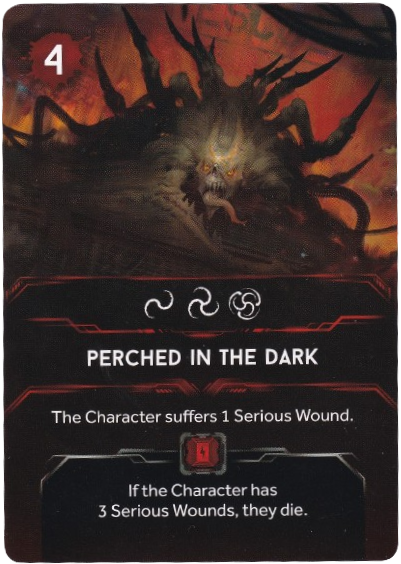 4
PERCHED IN THE DARK
The Character suffers 1 Serious Wound.
If the Character has
3 Serious Wounds, they die.